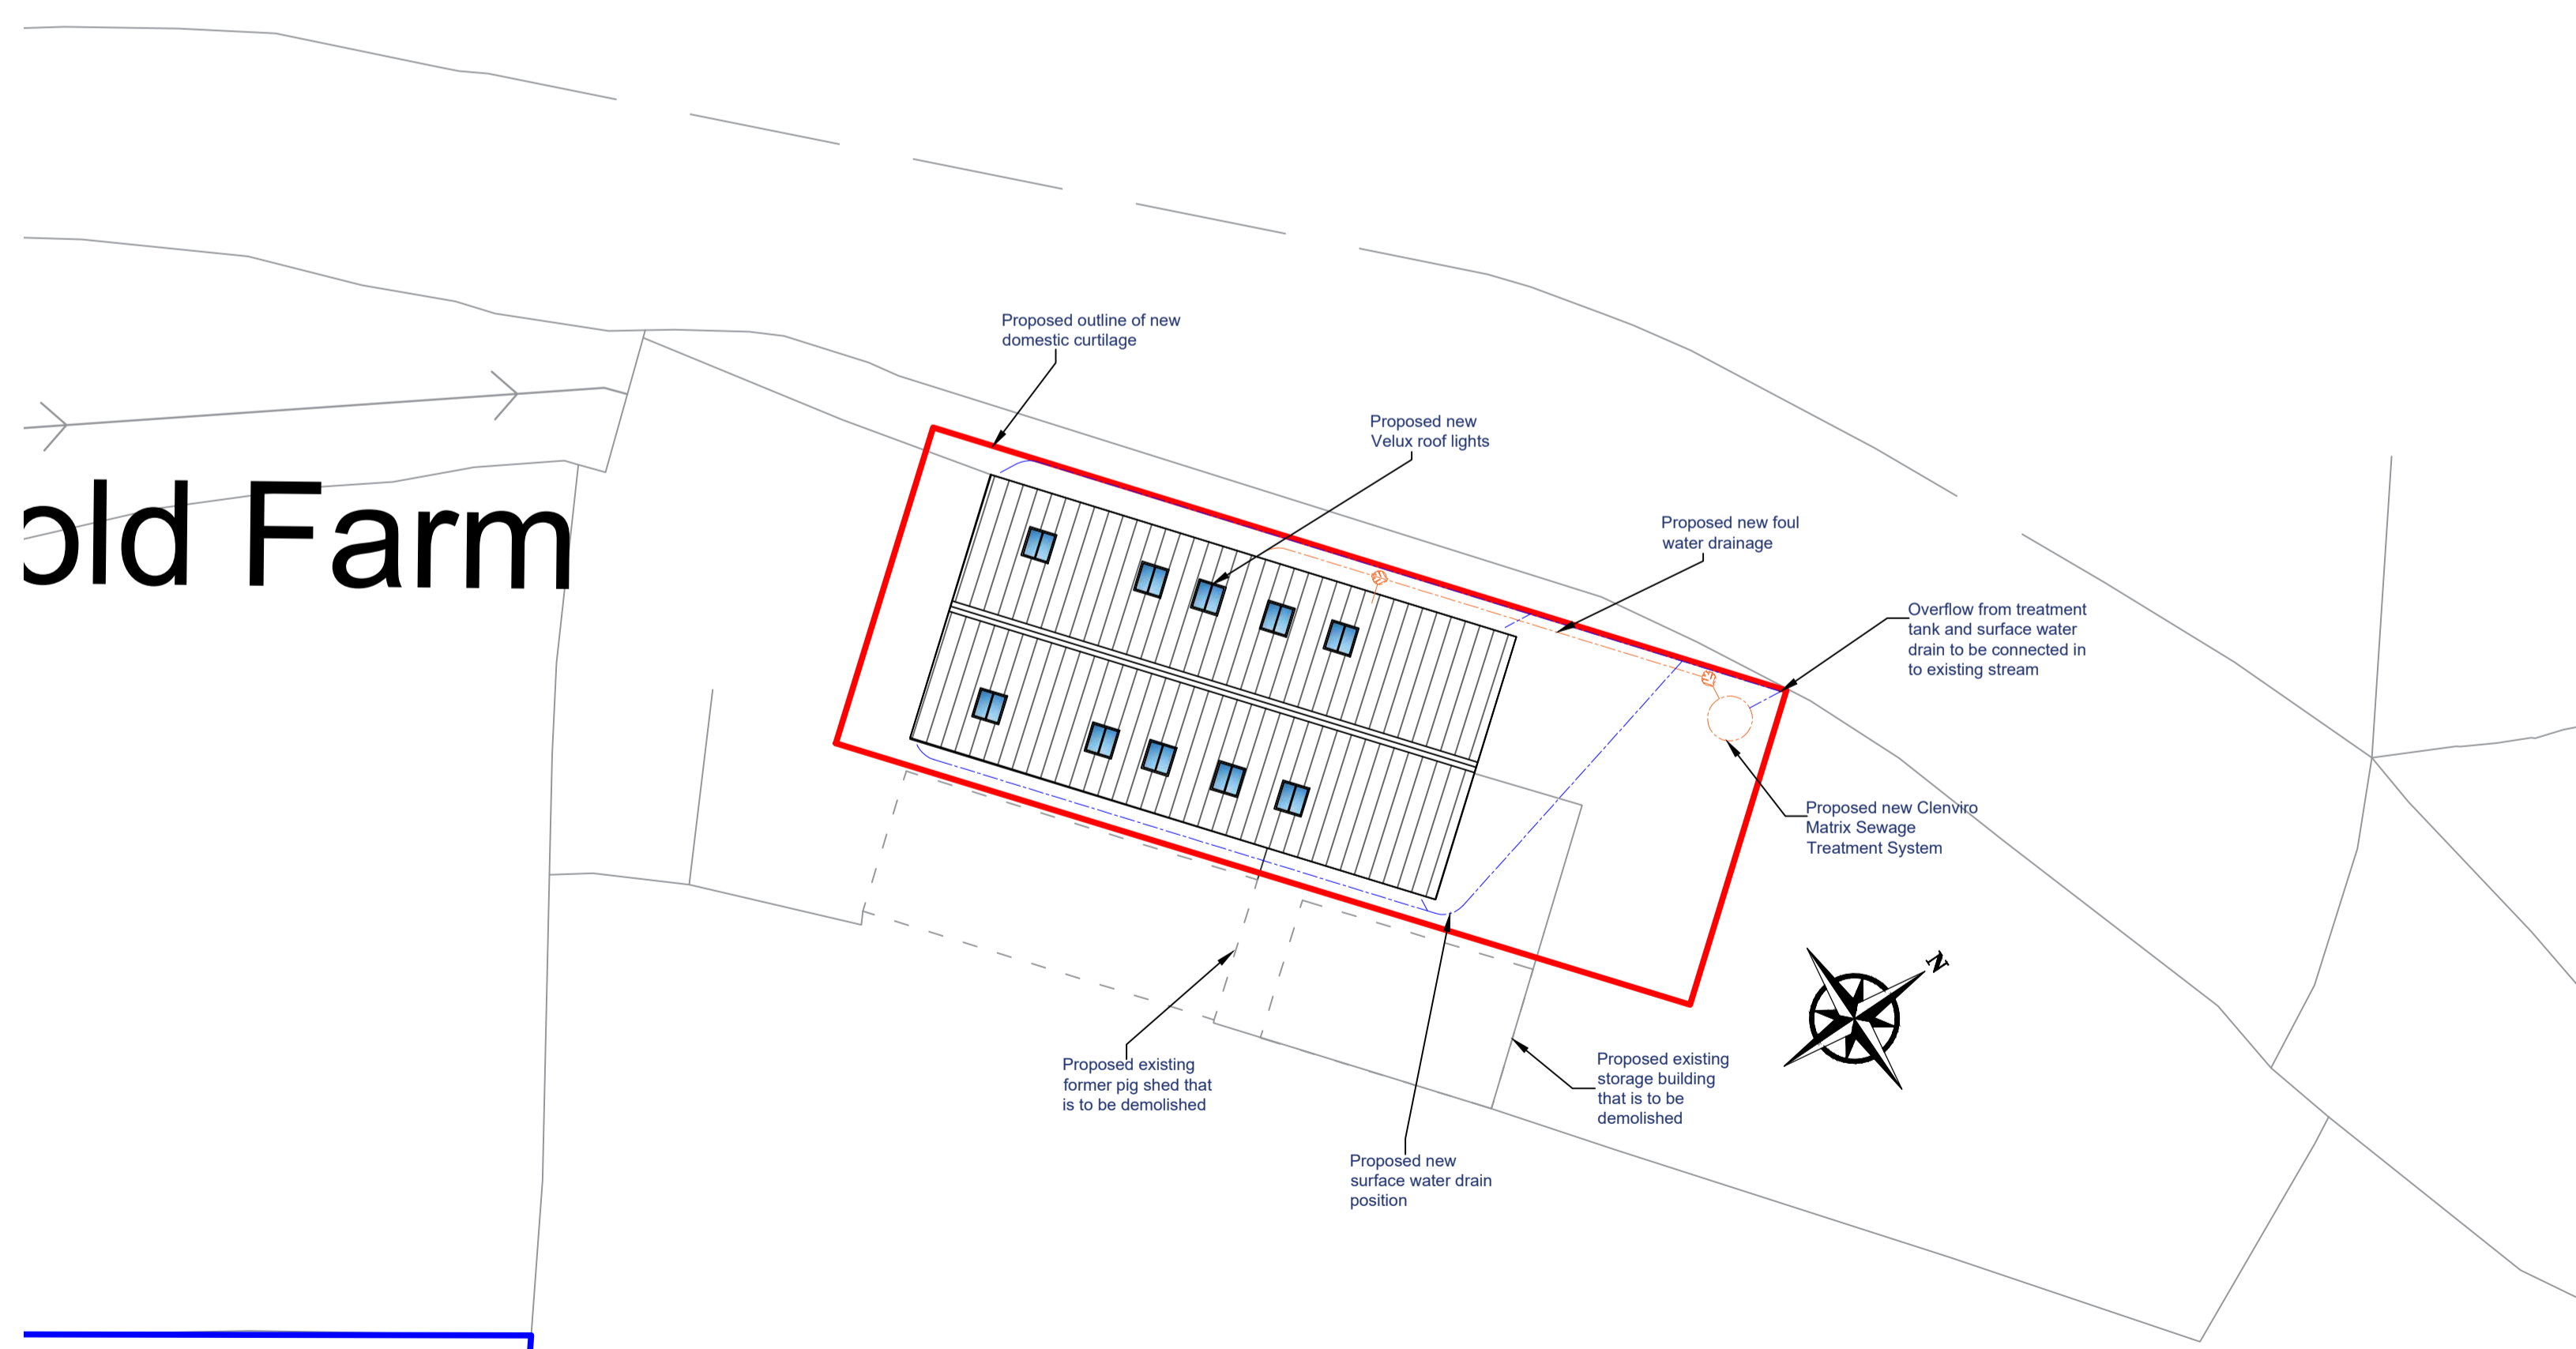 Proposed outline of new
domestic curtilage
Proposed new
Velux roof lights
old Farm
Proposed new foul
water drainage
Overflow from treatment
tank and surface water
drain to be connected in
to existing stream
Proposed new Clenviro
Matrix Sewage
Treatment System
N
Proposed existing
former pig shed that
is to be demolished
Proposed existing
storage building
that is to be
demolished
Proposed new
surface water drain
position